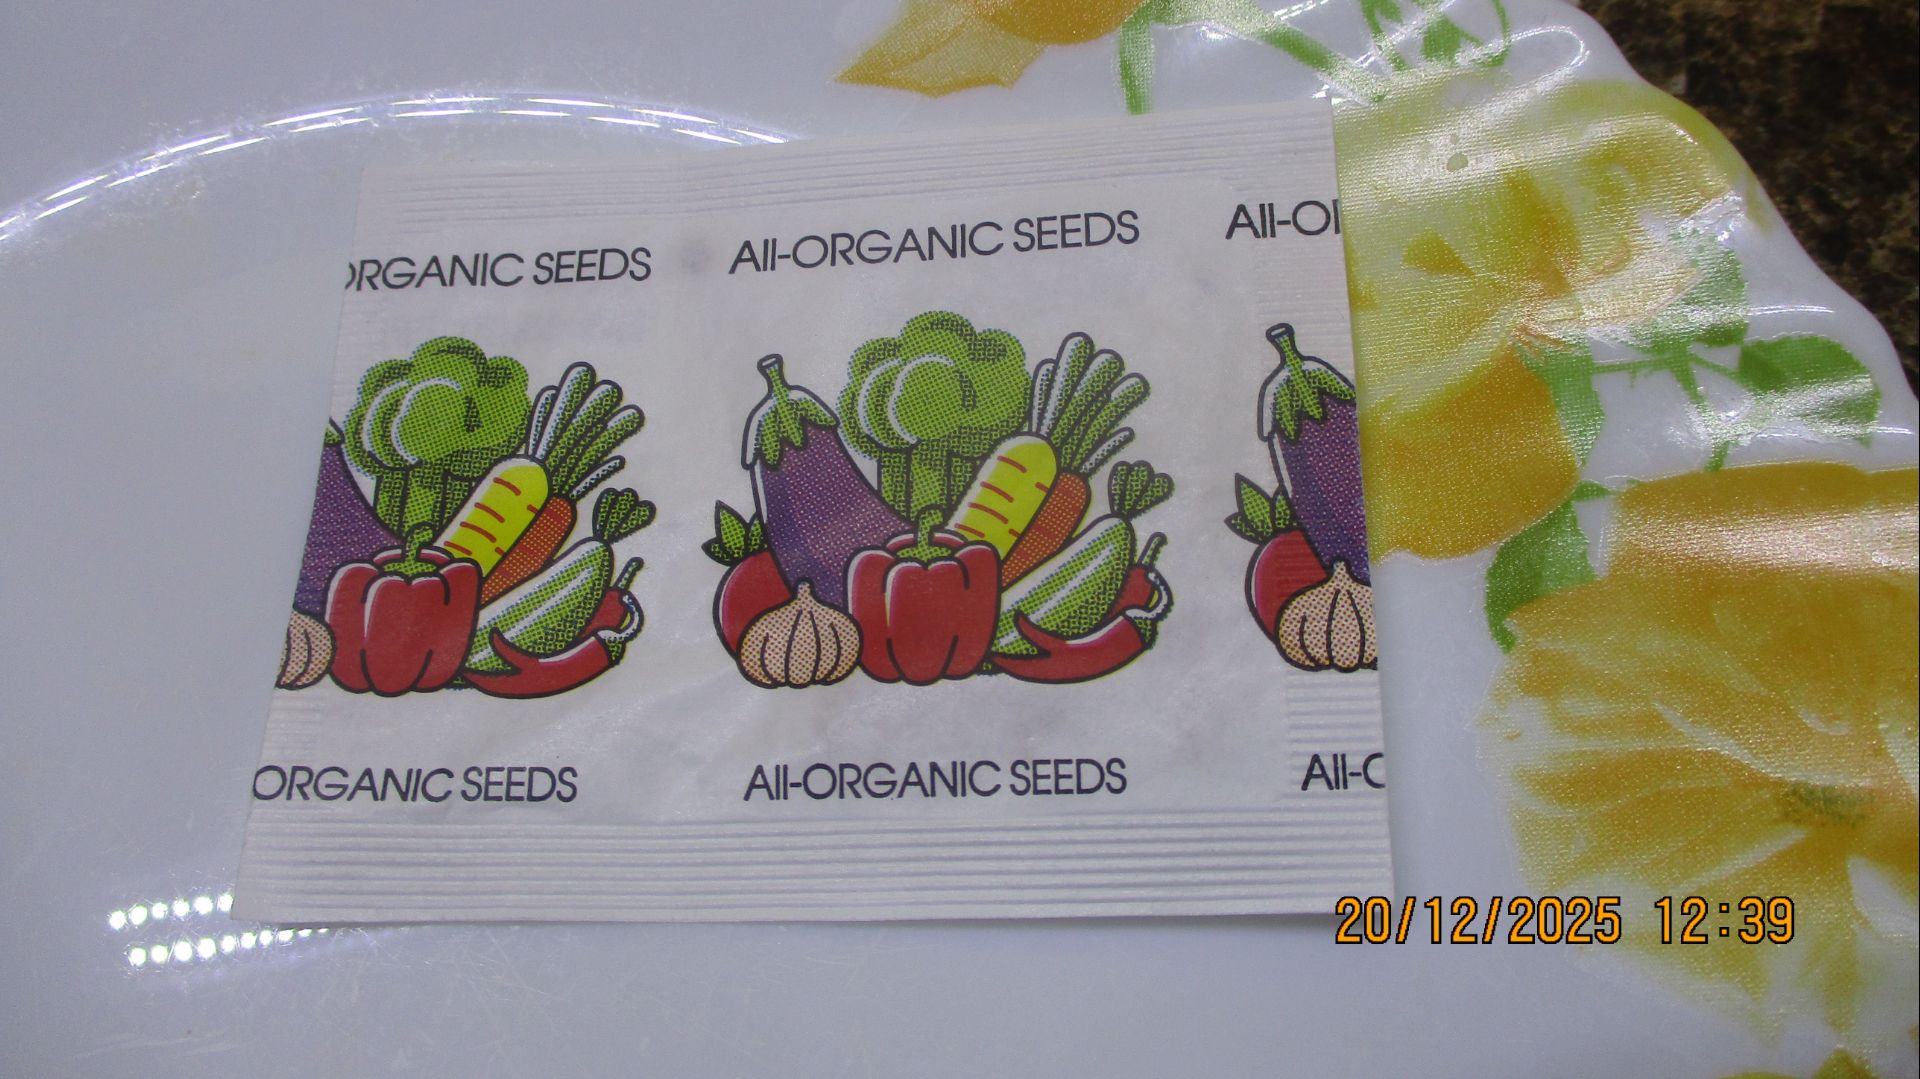 ORGANIC SEEDS All-ORGANIC SEEDS All-O
ORGANIC SEEDS All-ORGANIC SEEDS All-C
20/12/2025 12:39